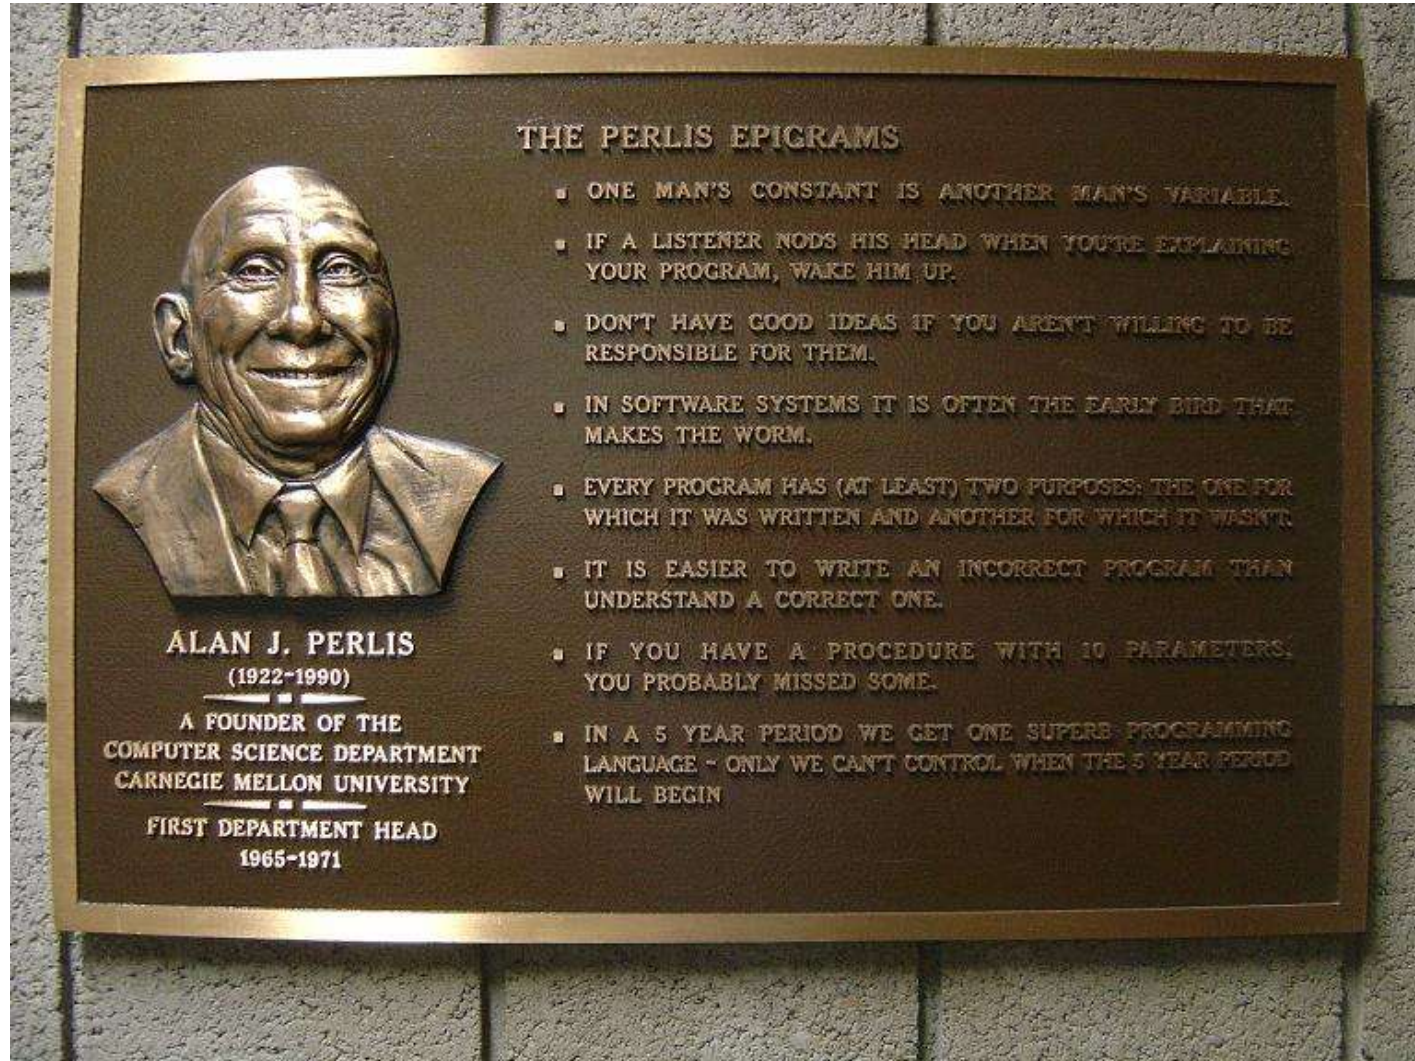 THE PERLIS EPIGRAMS
▪ ONE MAN'S CONSTANT IS ANOTHER MAN'S VARIABLE.
▪ IF A LISTENER NODS HIS HEAD WHEN YOU'RE EXPLAINING
YOUR PROGRAM, WAKE HIM UP.
▪ DON'T HAVE GOOD IDEAS IF YOU AREN'T WILLING TO BE
RESPONSIBLE FOR THEM.
▪ IN SOFTWARE SYSTEMS IT IS OFTEN THE EARLY BIRD THAT
MAKES THE WORM.
▪ EVERY PROGRAM HAS (AT LEAST) TWO PURPOSES: THE ONE FOR
WHICH IT WAS WRITTEN AND ANOTHER FOR WHICH IT WASN'T.
▪ IT IS EASIER TO WRITE AN INCORRECT PROGRAM THAN
UNDERSTAND A CORRECT ONE.
▪ IF YOU HAVE A PROCEDURE WITH 10 PARAMETERS,
YOU PROBABLY MISSED SOME.
▪ IN A 5 YEAR PERIOD WE GET ONE SUPERB PROGRAMMING
LANGUAGE - ONLY WE CAN'T CONTROL WHEN THE 5 YEAR PERIOD
WILL BEGIN
ALAN J. PERLIS
(1922-1990)
A FOUNDER OF THE
COMPUTER SCIENCE DEPARTMENT
CARNEGIE MELLON UNIVERSITY
FIRST DEPARTMENT HEAD
1965-1971